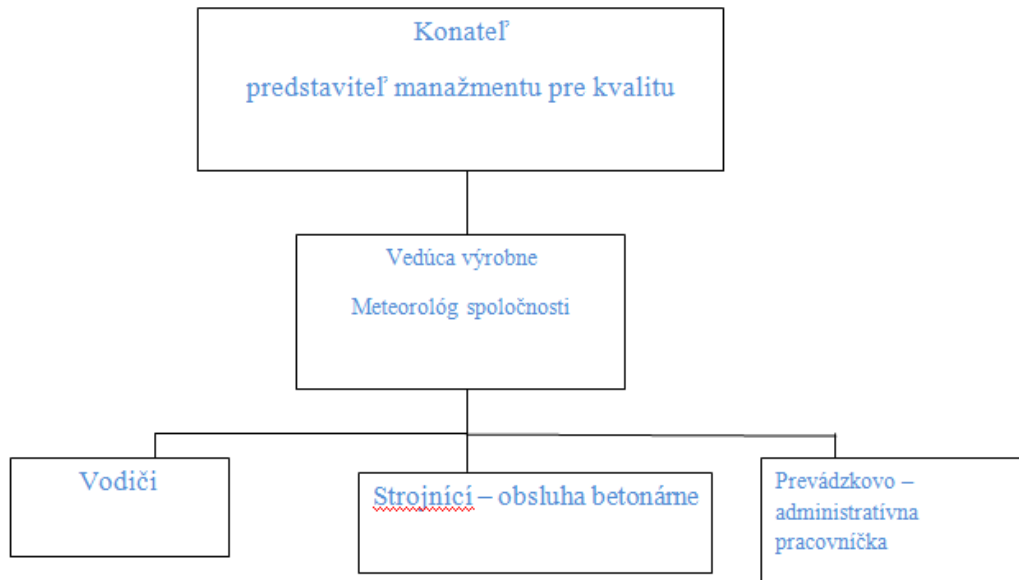 Konateľ
predstaviteľ manažmentu pre kvalitu
Vedúca výrobne
Meteorológ spoločnosti
Vodiči
Strojnící – obsluha betonárne
Prevádzkovo –
administratívna
pracovníčka